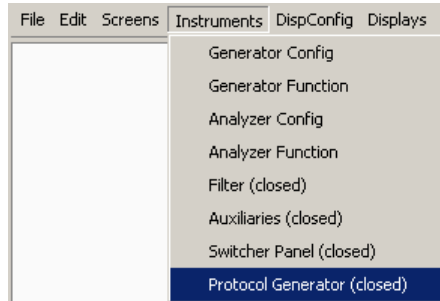 File Edit Screens Instruments DispConfig Displays
Generator Config
Generator Function
Analyzer Config
Analyzer Function
Filter (closed)
Auxiliaries (closed)
Switcher Panel (closed)
Protocol Generator (closed)